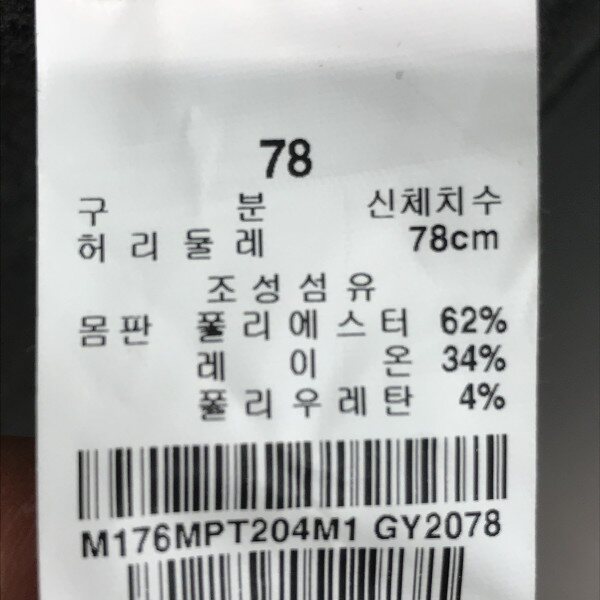 78
구 분 신체치수
허리둘레 78cm
조성섬유
몸판 폴리에스터 62%
레이온 34%
폴리우레탄 4%
M176MPT204M1 GY2078